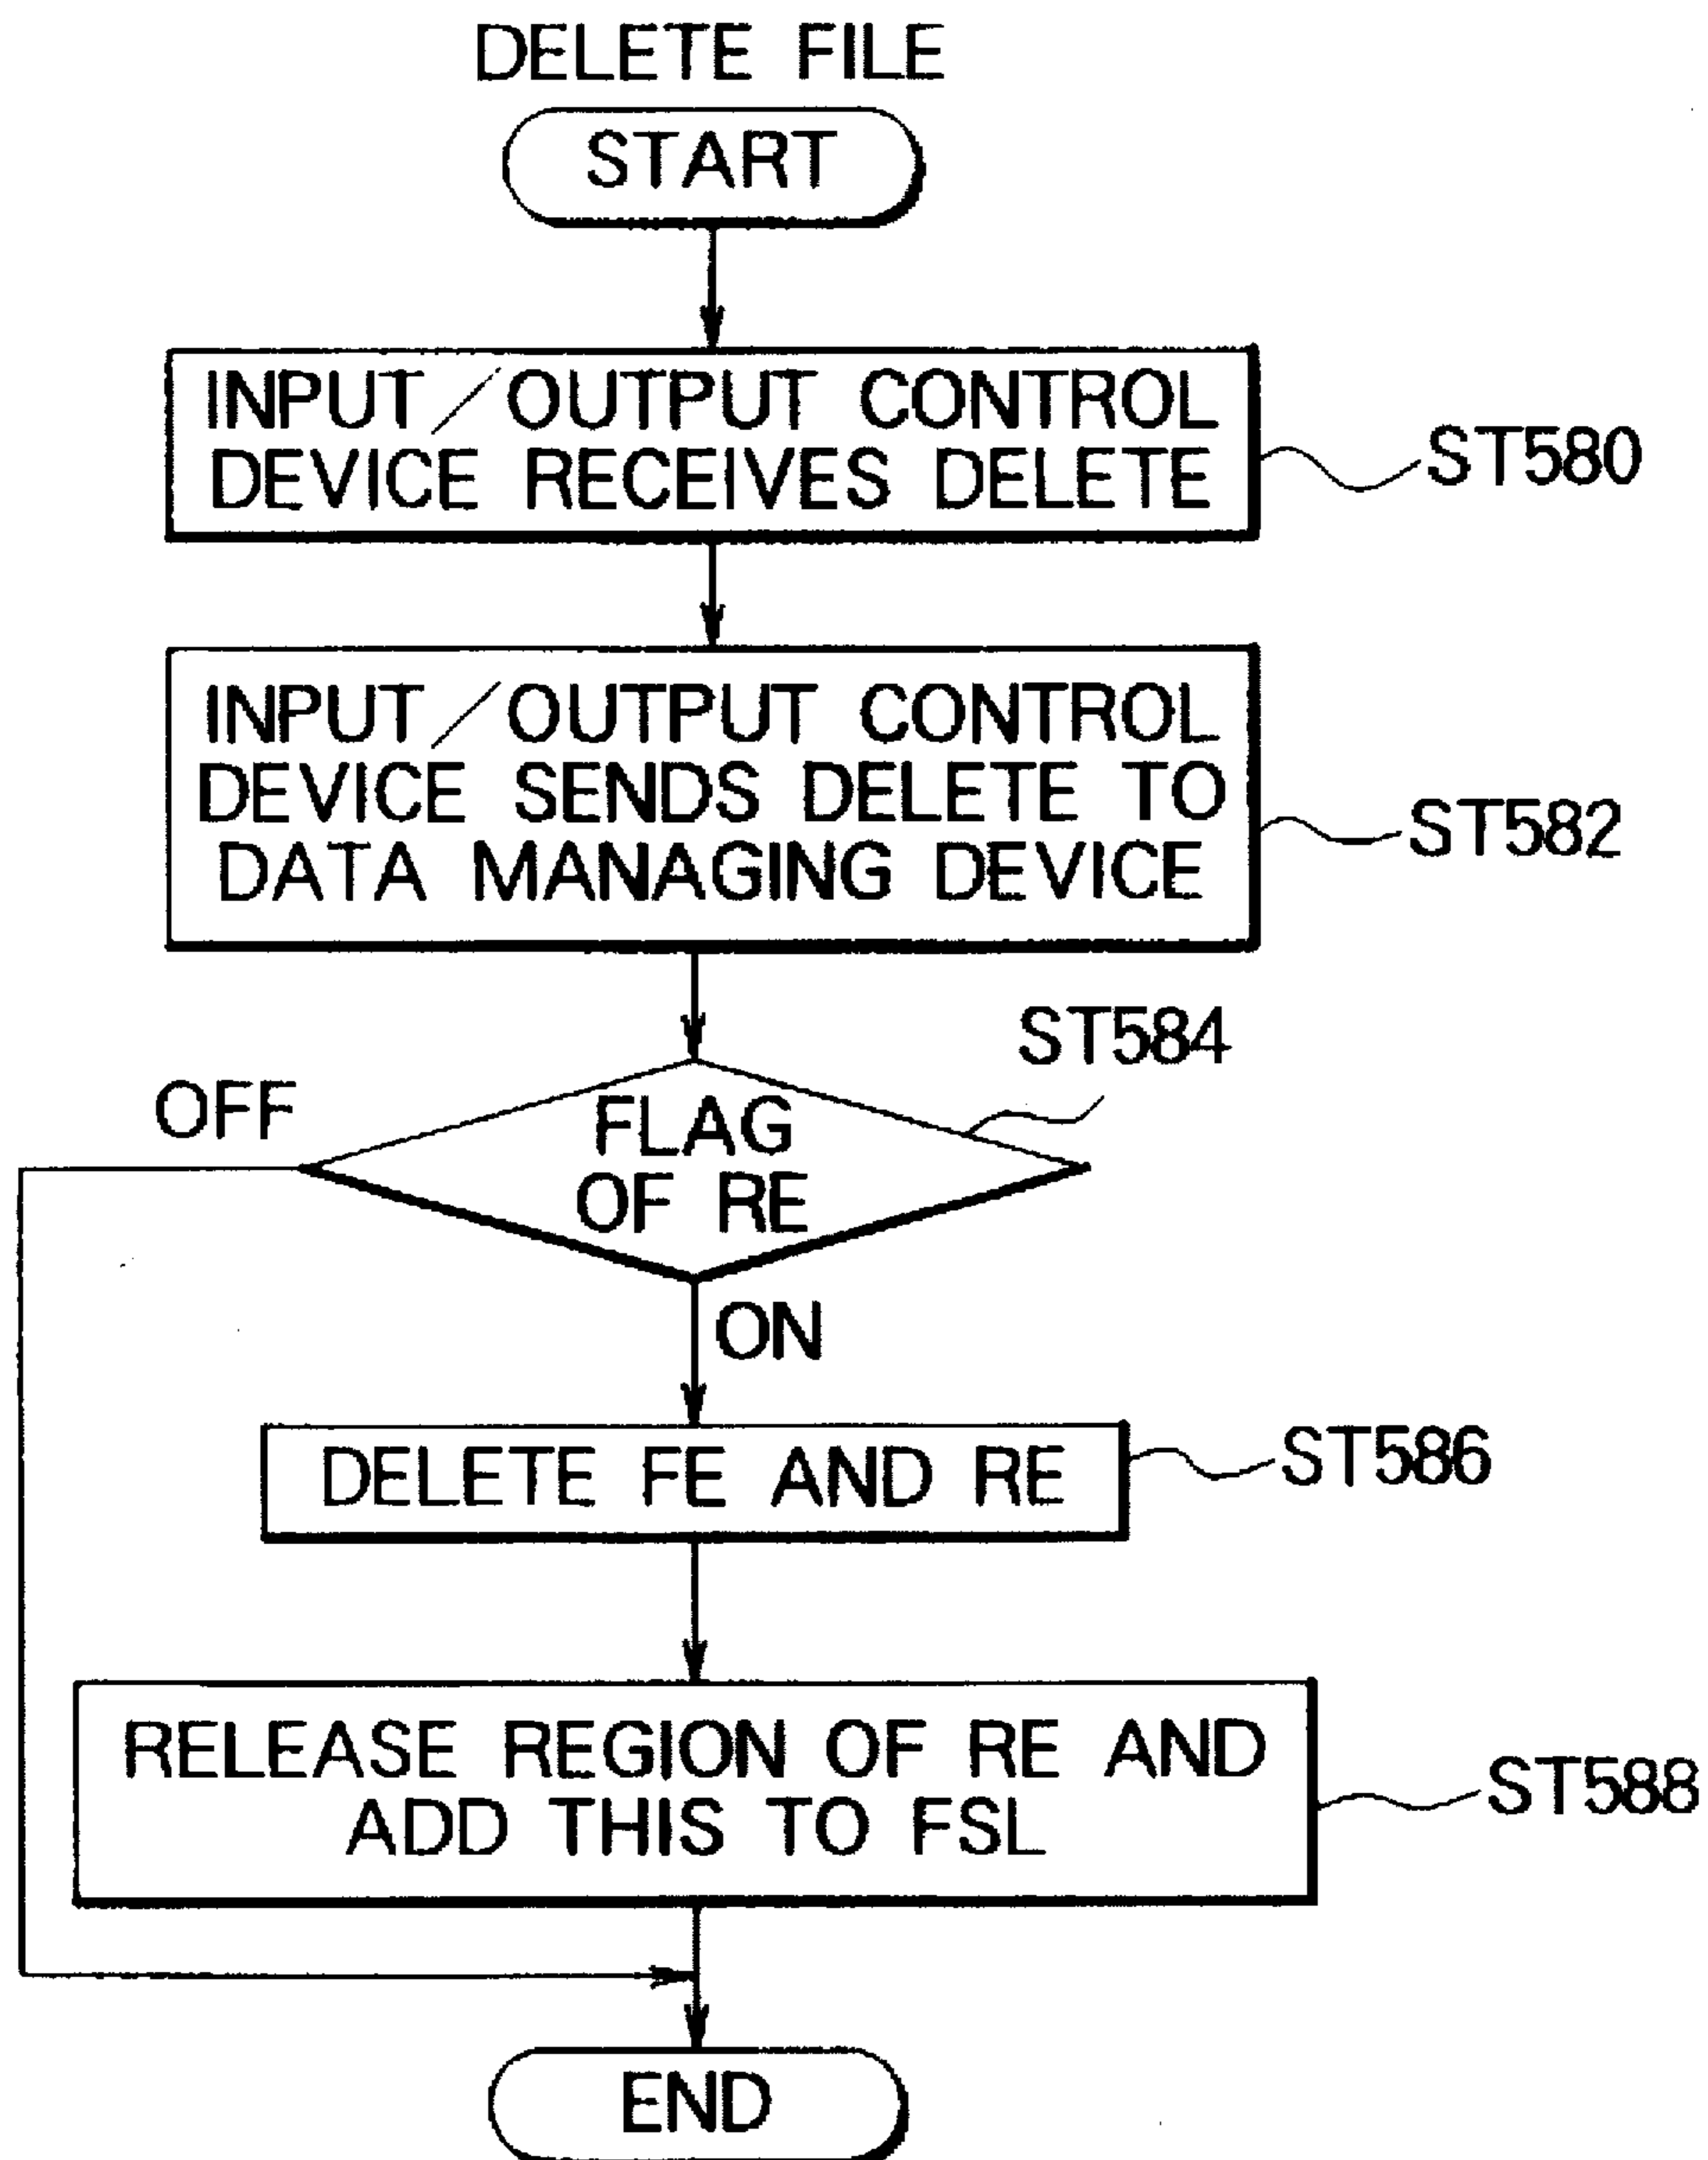 DELETE FILE
START
INPUT/OUTPUT CONTROL
DEVICE RECEIVES DELETE
ST580
INPUT/OUTPUT CONTROL
DEVICE SENDS DELETE TO
DATA MANAGING DEVICE
ST582
ST584
OFF
FLAG
OF RE
ON
DELETE FE AND RE
ST586
RELEASE REGION OF RE AND
ADD THIS TO FSL
ST588
END